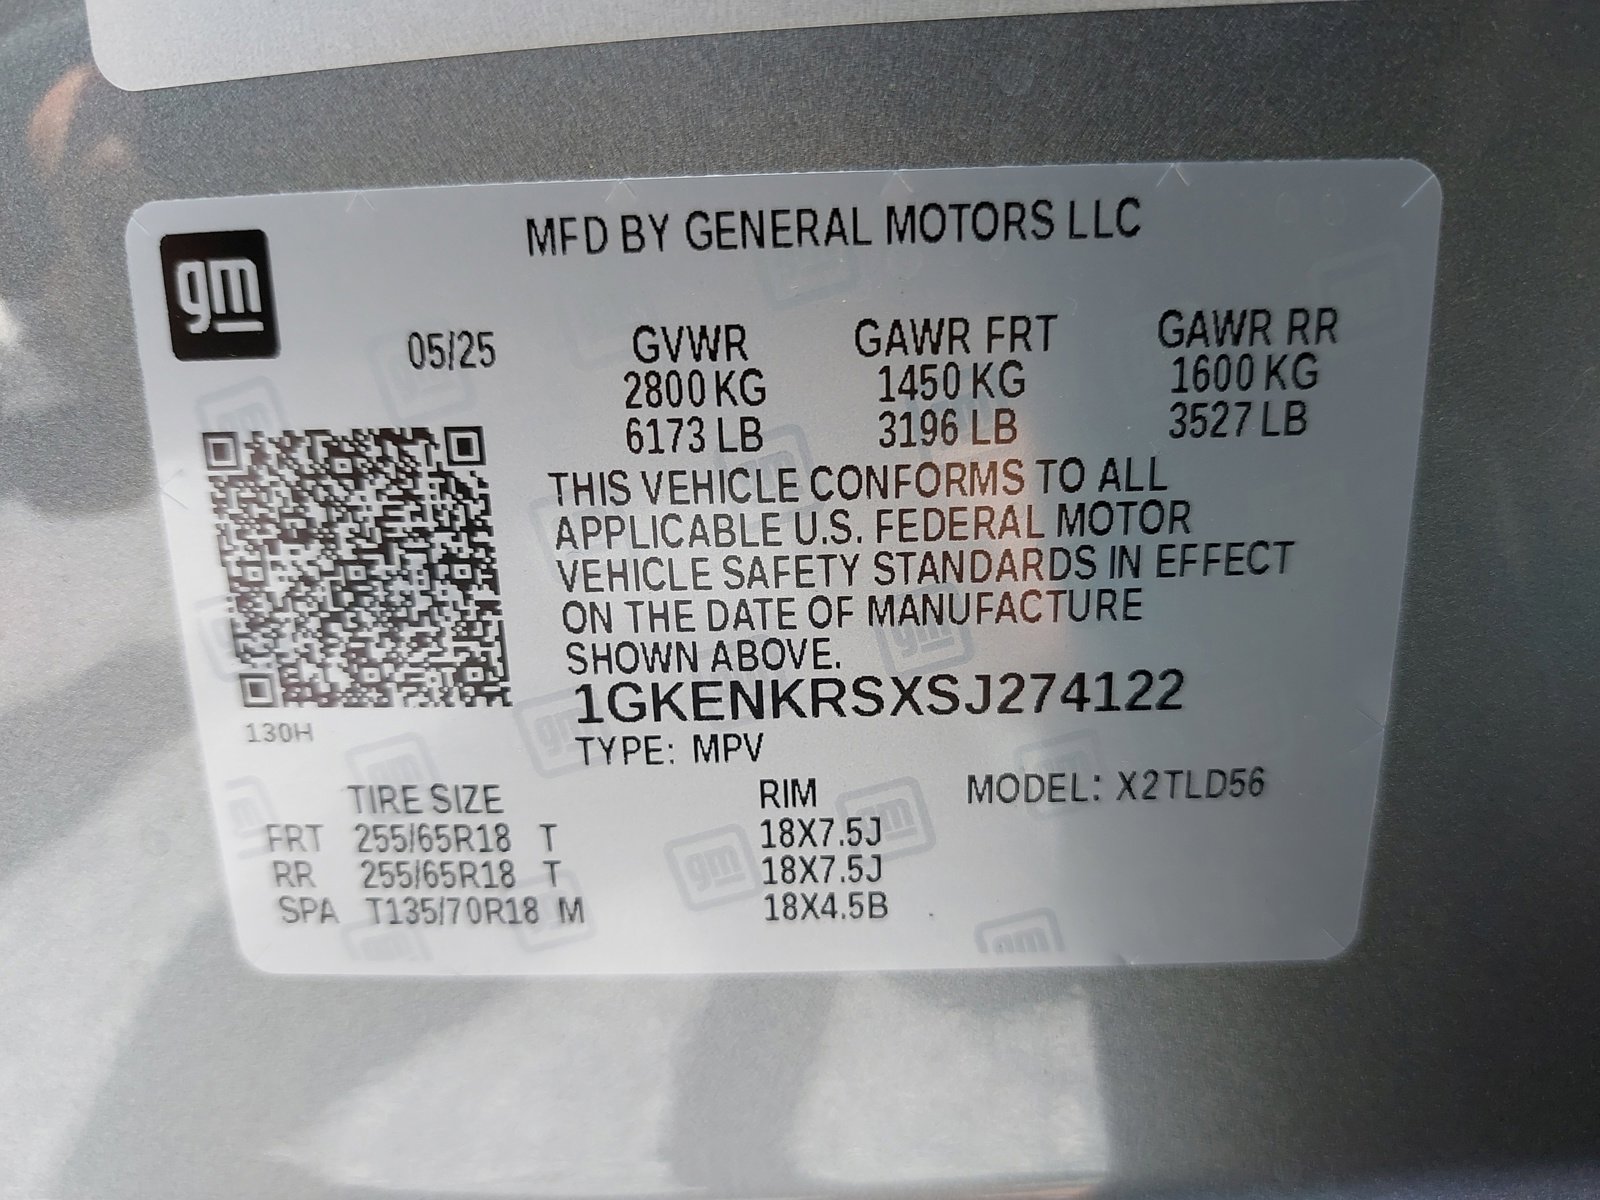 MFD BY GENERAL MOTORS LLC
gm
05/25 GVWR GAWR FRT GAWR RR
2800 KG 1450 KG 1600 KG
6173 LB 3196 LB 3527 LB
THIS VEHICLE CONFORMS TO ALL
APPLICABLE U.S. FEDERAL MOTOR
VEHICLE SAFETY STANDARDS IN EFFECT
ON THE DATE OF MANUFACTURE
SHOWN ABOVE.
1GKENKRSXSJ274122
130H
TYPE: MPV
TIRE SIZE RIM MODEL: X2TLD56
FRT 255/65R18 T 18X7.5J
RR 255/65R18 T 18X7.5J
SPA T135/70R18 M 18X4.5B